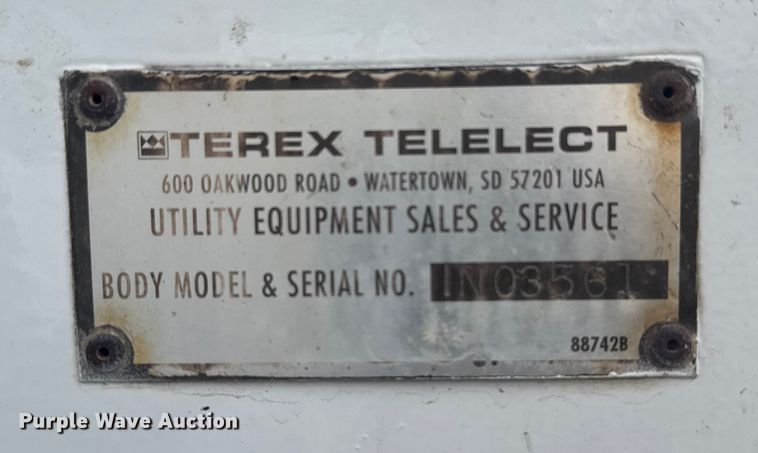 TEREX TELELECT
600 OAKWOOD ROAD • WATERTOWN, SD 57201 USA
UTILITY EQUIPMENT SALES & SERVICE
BODY MODEL & SERIAL NO.
88742B
Purple Wave Auction